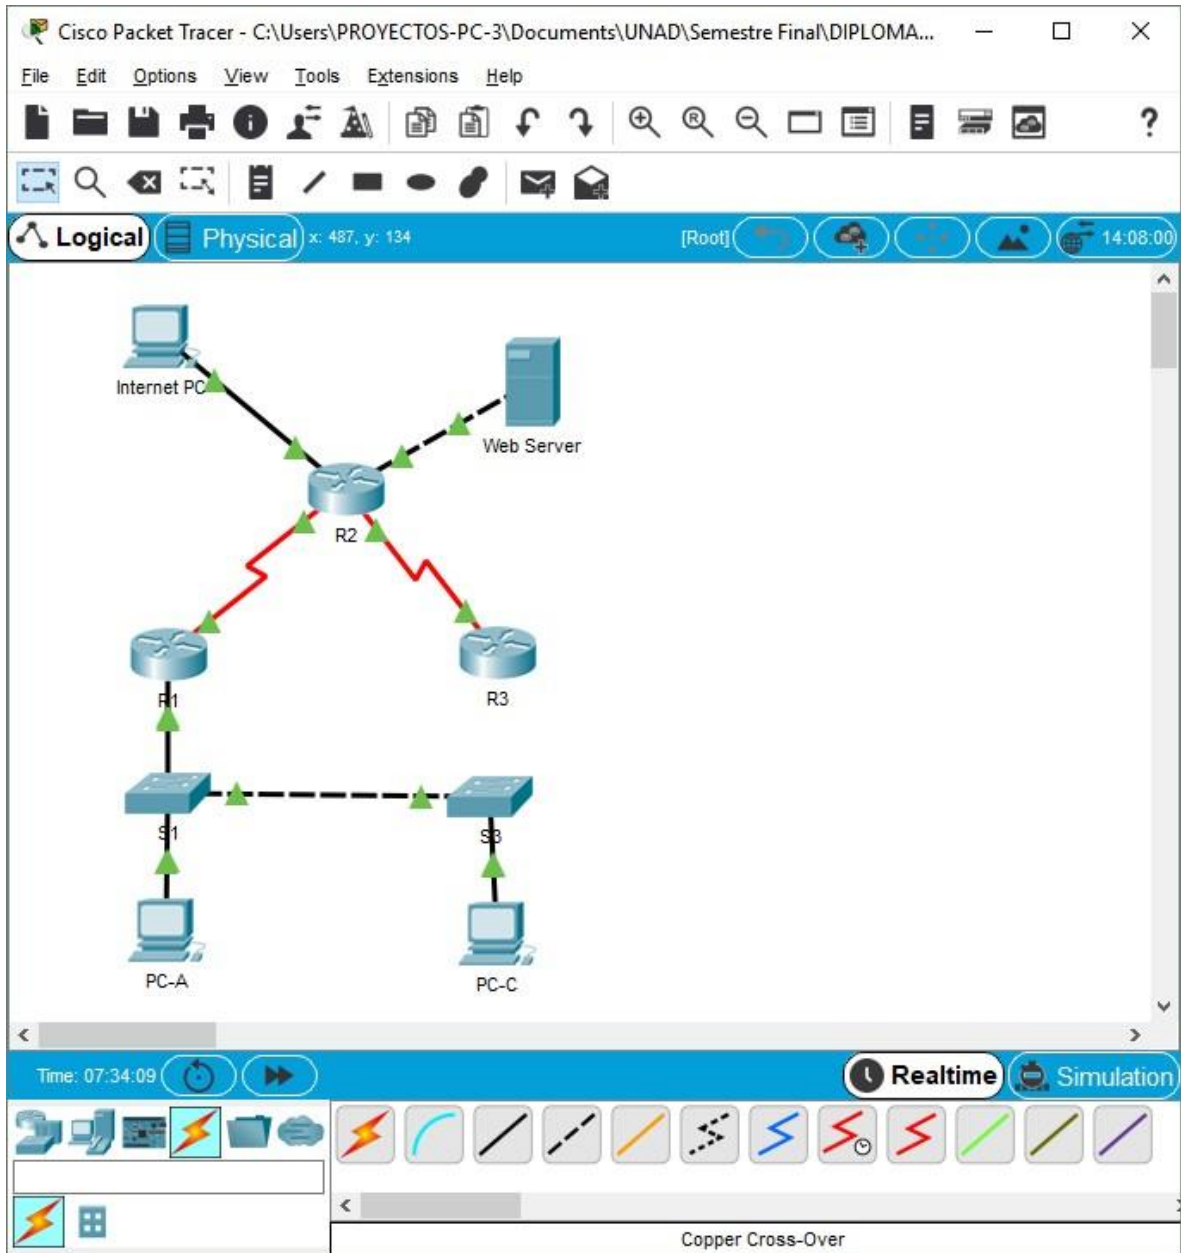 Cisco Packet Tracer - C:\Users\PROYECTOS-PC-3\Documents\UNAD\Semestre Final\DIPLOMA...
File Edit Options View Tools Extensions Help
Logical Physical x: 487, y: 134 [Root] 14:08:00
Internet PC
Web Server
R2
R1
R3
S1
S3
PC-A
PC-C
Time: 07:34:09 Realtime Simulation
Copper Cross-Over